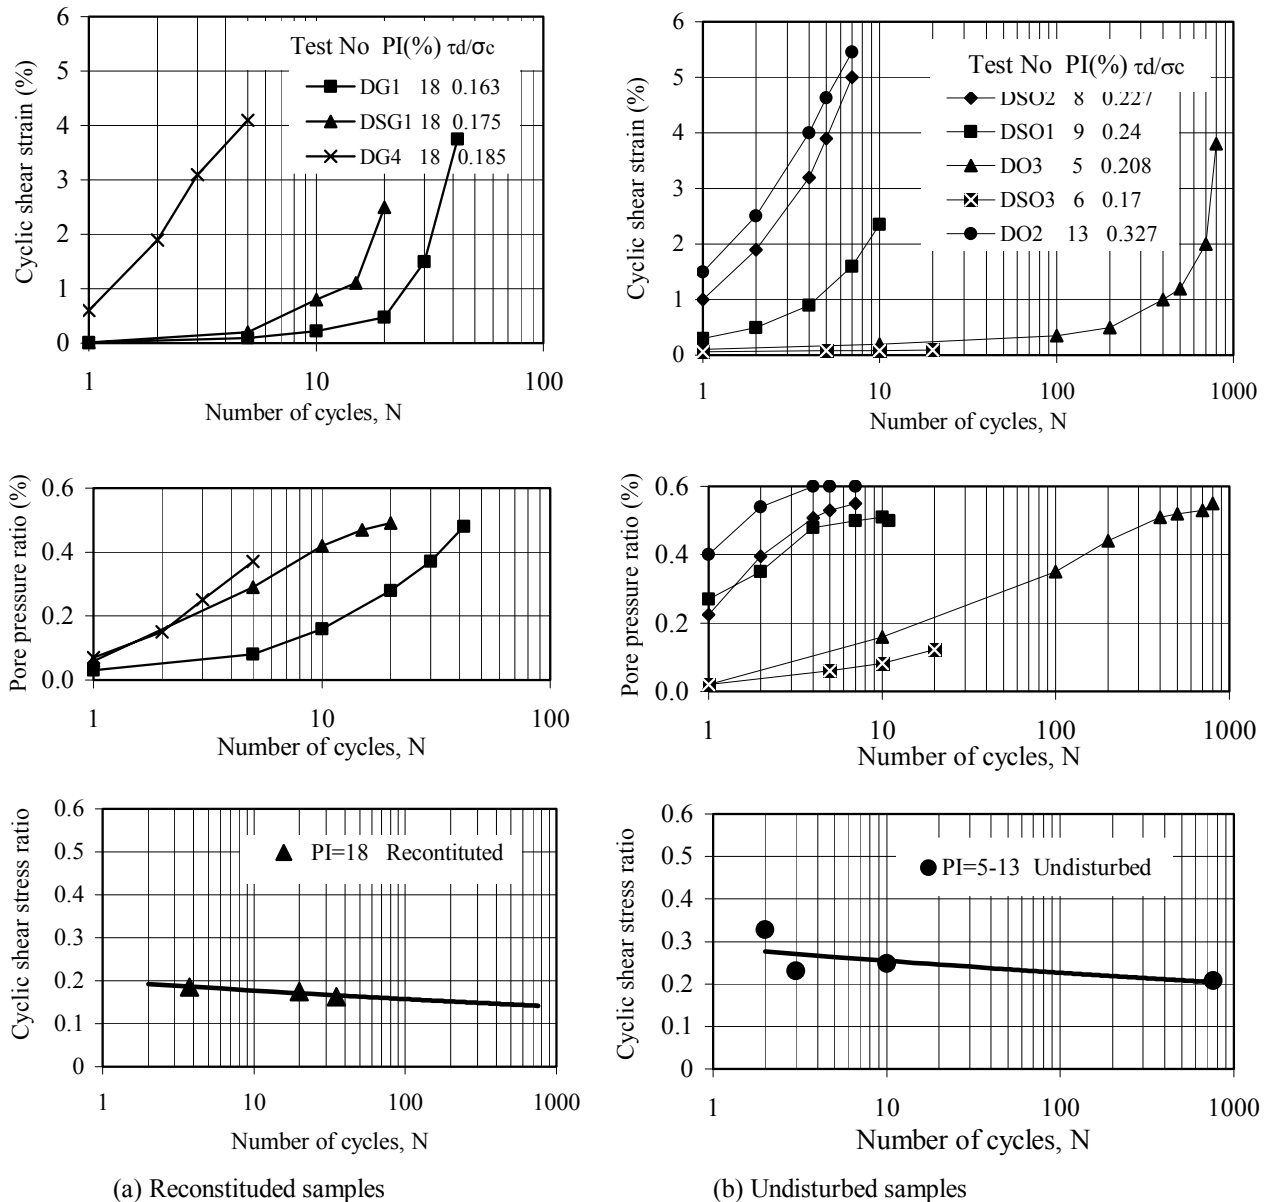 Test No PI(%) τd/σc
DG1 18 0.163
DSG1 18 0.175
DG4 18 0.185
6
5
4
3
2
1
0
Cyclic shear strain (%)
1 10 100
Number of cycles, N
Test No PI(%) τd/σc
DSO2 8 0.227
DSO1 9 0.24
DO3 5 0.208
DSO3 6 0.17
DO2 13 0.327
6
5
4
3
2
1
0
Cyclic shear strain (%)
1 10 100 1000
Number of cycles, N
0.6
0.4
0.2
0.0
Pore pressure ratio (%)
1 10 100
Number of cycles, N
0.6
0.4
0.2
0.0
Pore pressure ratio (%)
1 10 100 1000
Number of cycles, N
0.6
0.5
0.4
0.3
0.2
0.1
0
Cyclic shear stress ratio
PI=18 Recontituted
1 10 100 1000
Number of cycles, N
0.6
0.5
0.4
0.3
0.2
0.1
0
Cyclic shear stress ratio
PI=5-13 Undisturbed
1 10 100 1000
Number of cycles, N
(a) Reconstituded samples
(b) Undisturbed samples